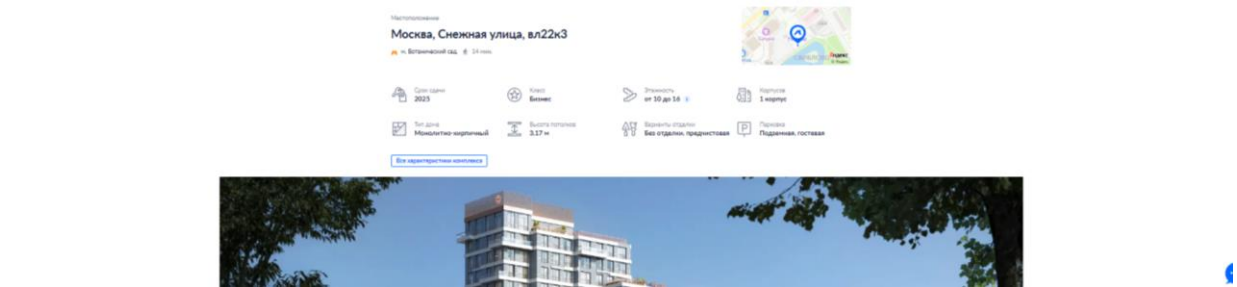 Местоположение
Москва, Снежная улица, вл22к3
м. Ботанический сад 14 мин.
Срок сдачи
2025
Класс
Бизнес
Этажность
от 10 до 16
Корпусов
1 корпус
Тип дома
Монолитно-кирпичный
Высота потолков
3.17 м
Варианты отделки
Без отделки, предчистовая
Парковка
Подземная, гостевая
Все характеристики комплекса